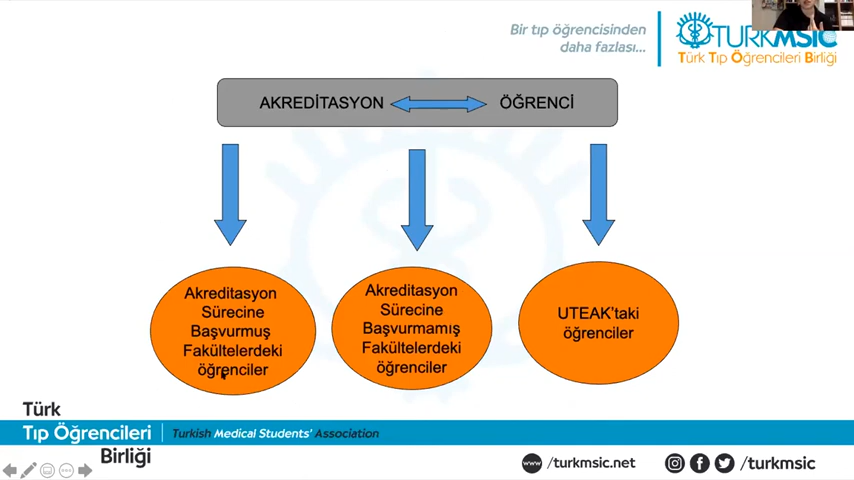 Bir tıp öğrencisinden
daha fazlası...
TURKMSIC
Türk Tıp Öğrencileri Birliği
AKREDİTASYON ÖĞRENCİ
Akreditasyon
Sürecine
Başvurmuş
Fakültelerdeki
öğrenciler
Akreditasyon
Sürecine
Başvurmamış
Fakültelerdeki
öğrenciler
UTEAK'taki
öğrenciler
Türk
Tıp Öğrencileri
Birliği
Turkish Medical Students' Association
www /turkmsic.net
/turkmsic